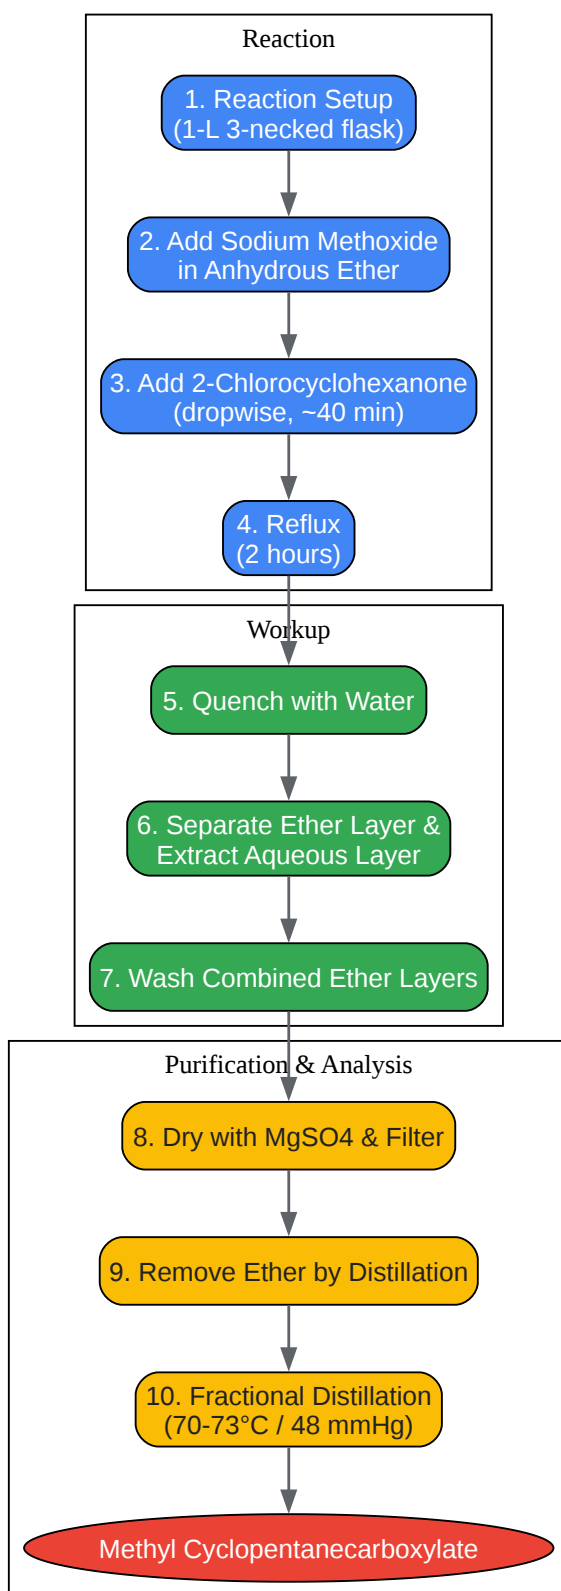 Reaction
1. Reaction Setup
(1-L 3-necked flask)
2. Add Sodium Methoxide
in Anhydrous Ether
3. Add 2-Chlorocyclohexanone
(dropwise, ~40 min)
4. Reflux
(2 hours)
Workup
5. Quench with Water
6. Separate Ether Layer &
Extract Aqueous Layer
7. Wash Combined Ether Layers
Purification & Analysis
8. Dry with MgSO4 & Filter
9. Remove Ether by Distillation
10. Fractional Distillation
(70-73°C / 48 mmHg)
Methyl Cyclopentanecarboxylate